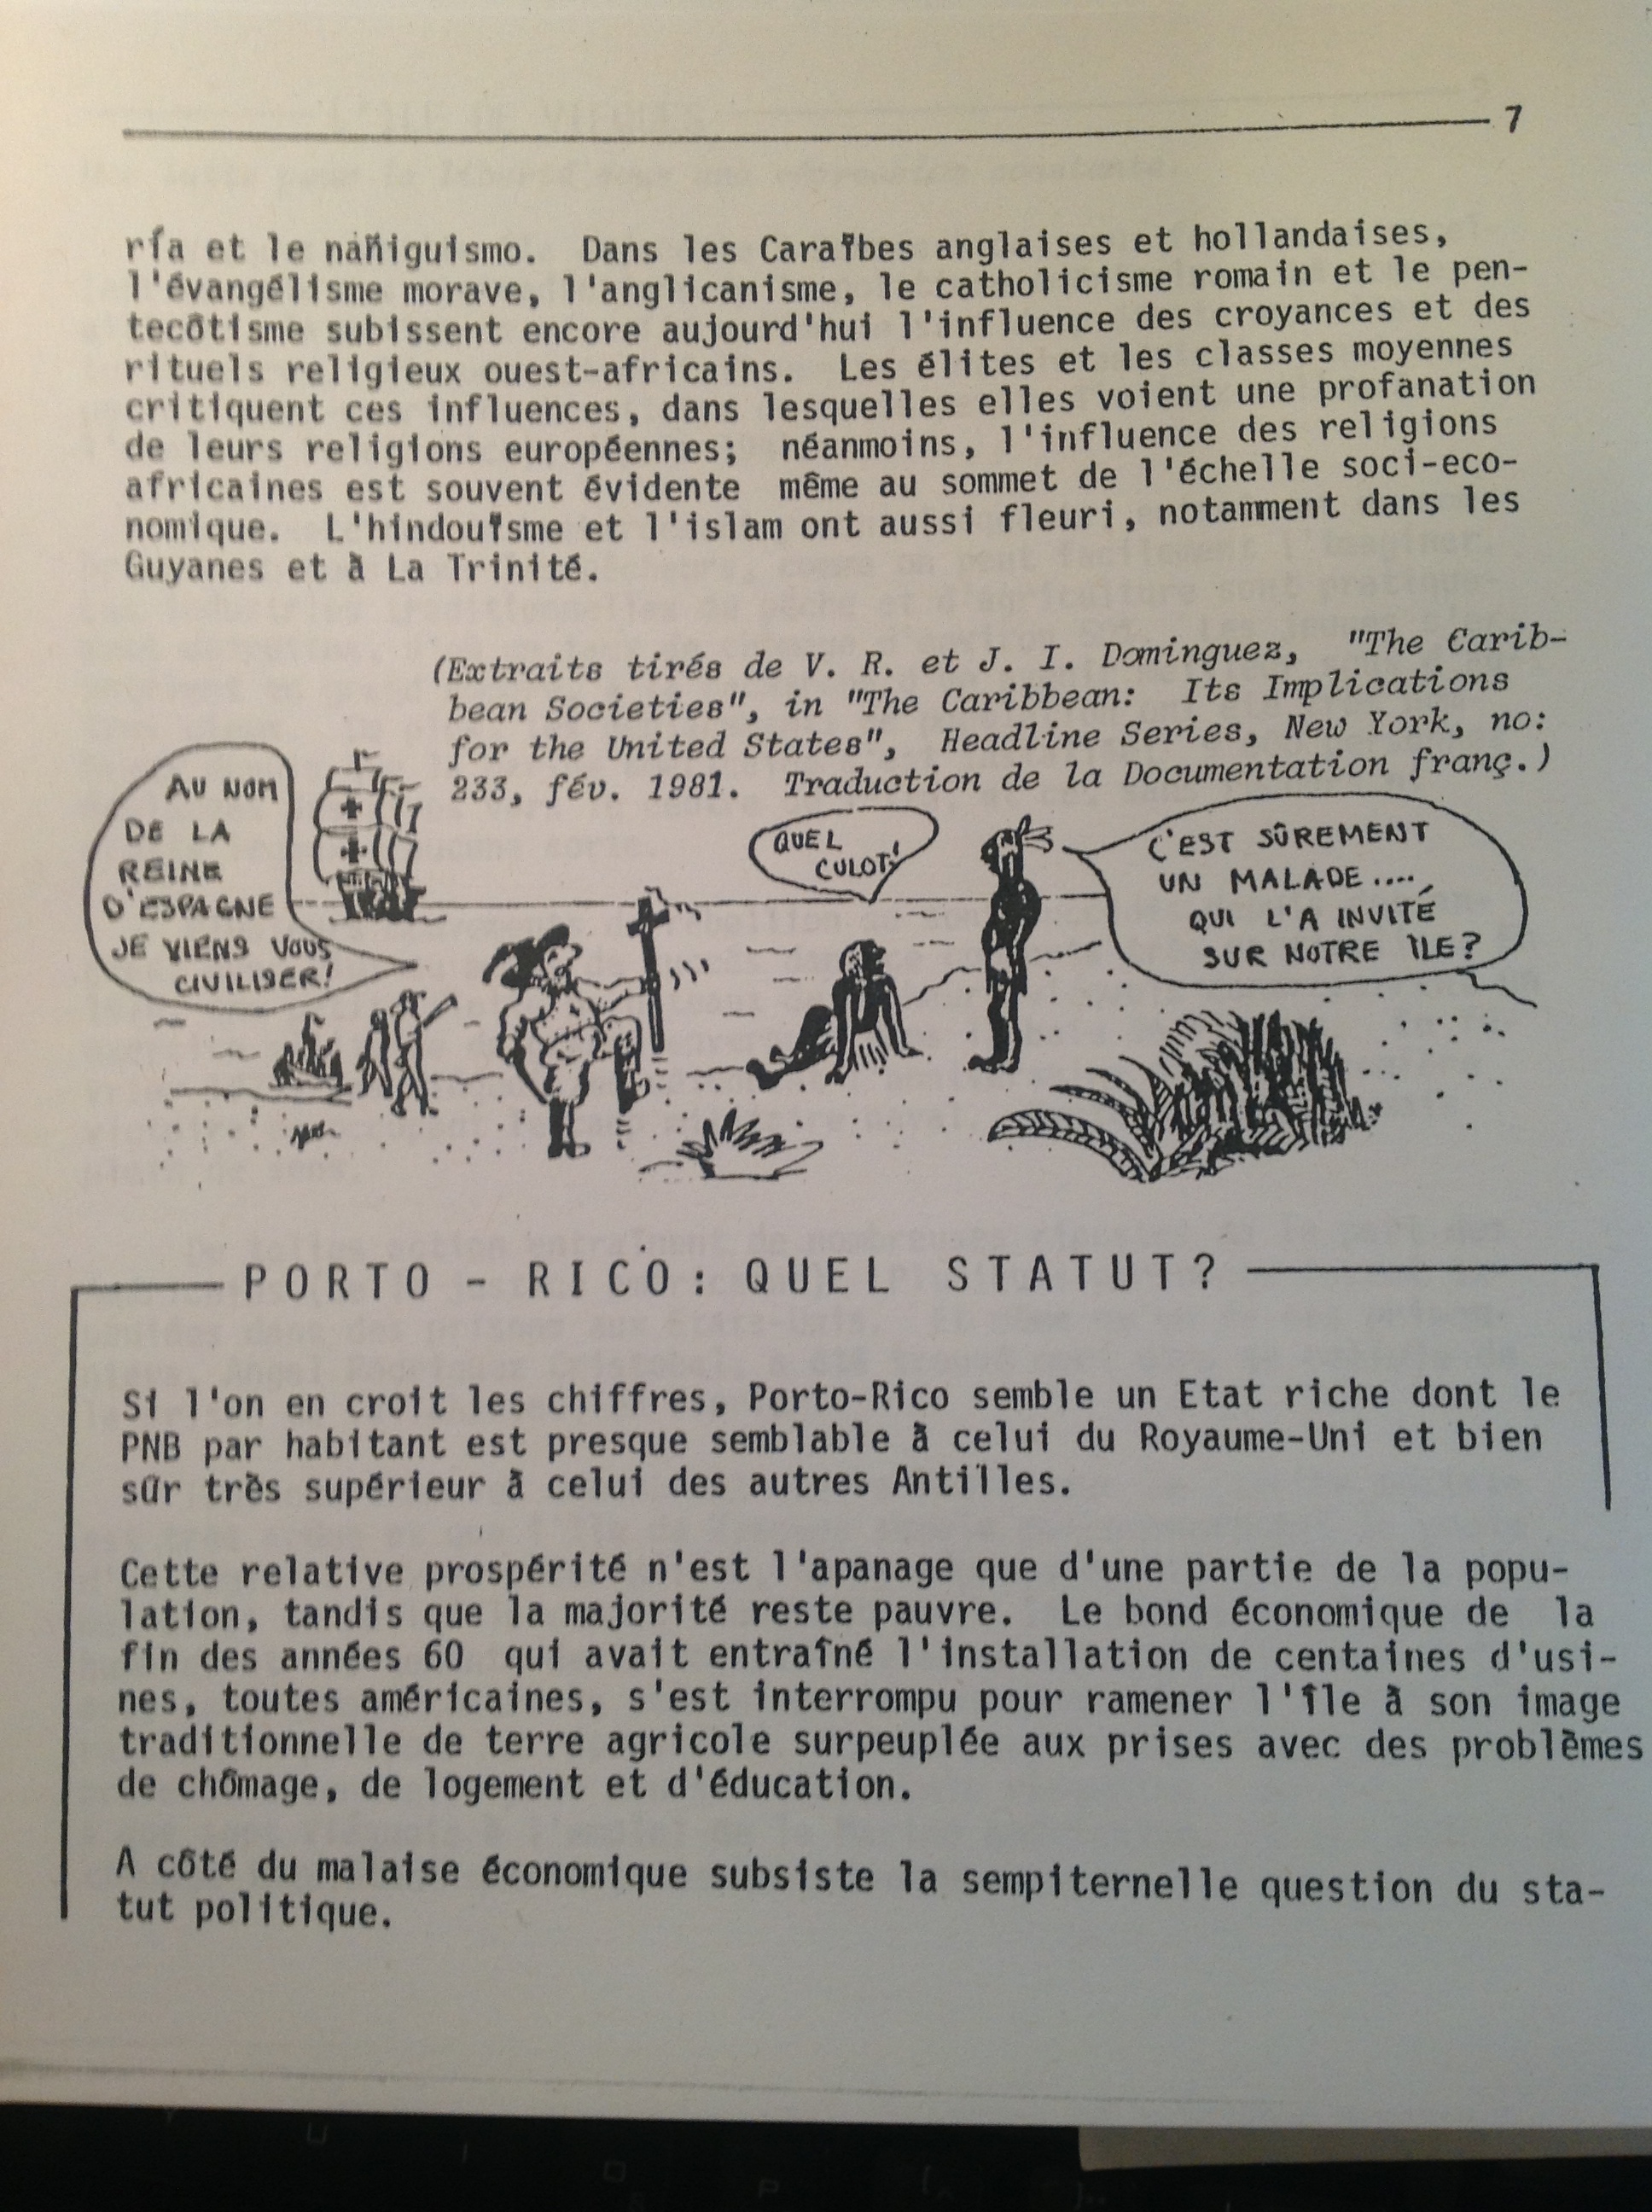 7
ría et le náñiguismo.  Dans les Caraïbes anglaises et hollandaises,
l'évangélisme morave, l'anglicanisme, le catholicisme romain et le pen-
tecôtisme subissent encore aujourd'hui l'influence des croyances et des
rituels religieux ouest-africains.  Les élites et les classes moyennes
critiquent ces influences, dans lesquelles elles voient une profanation
de leurs religions européennes;  néanmoins, l'influence des religions
africaines est souvent évidente  même au sommet de l'échelle soci-eco-
nomique.  L'hindouïsme et l'islam ont aussi fleuri, notamment dans les
Guyanes et à La Trinité.
(Extraits tirés de V. R. et J. I. Dominguez,  "The Carib-
bean Societies", in "The Caribbean:  Its Implications
for the United States",  Headline Series, New York, no:
233, fév. 1981.  Traduction de la Documentation franç.)
AU NOM
DE LA
REINE
D'ESPAGNE
JE VIENS VOUS
CIVILISER!
QUEL
CULOT!
C'EST SÛREMENT
UN MALADE....
QUI L'A INVITÉ
SUR NOTRE ÎLE?
PORTO - RICO: QUEL STATUT?
Si l'on en croit les chiffres, Porto-Rico semble un Etat riche dont le
PNB par habitant est presque semblable à celui du Royaume-Uni et bien
sûr très supérieur à celui des autres Antilles.
Cette relative prospérité n'est l'apanage que d'une partie de la popu-
lation, tandis que la majorité reste pauvre.  Le bond économique de  la
fin des années 60  qui avait entraîné l'installation de centaines d'usi-
nes, toutes américaines, s'est interrompu pour ramener l'île à son image
traditionnelle de terre agricole surpeuplée aux prises avec des problèmes
de chômage, de logement et d'éducation.
A côté du malaise économique subsiste la sempiternelle question du sta-
tut politique.